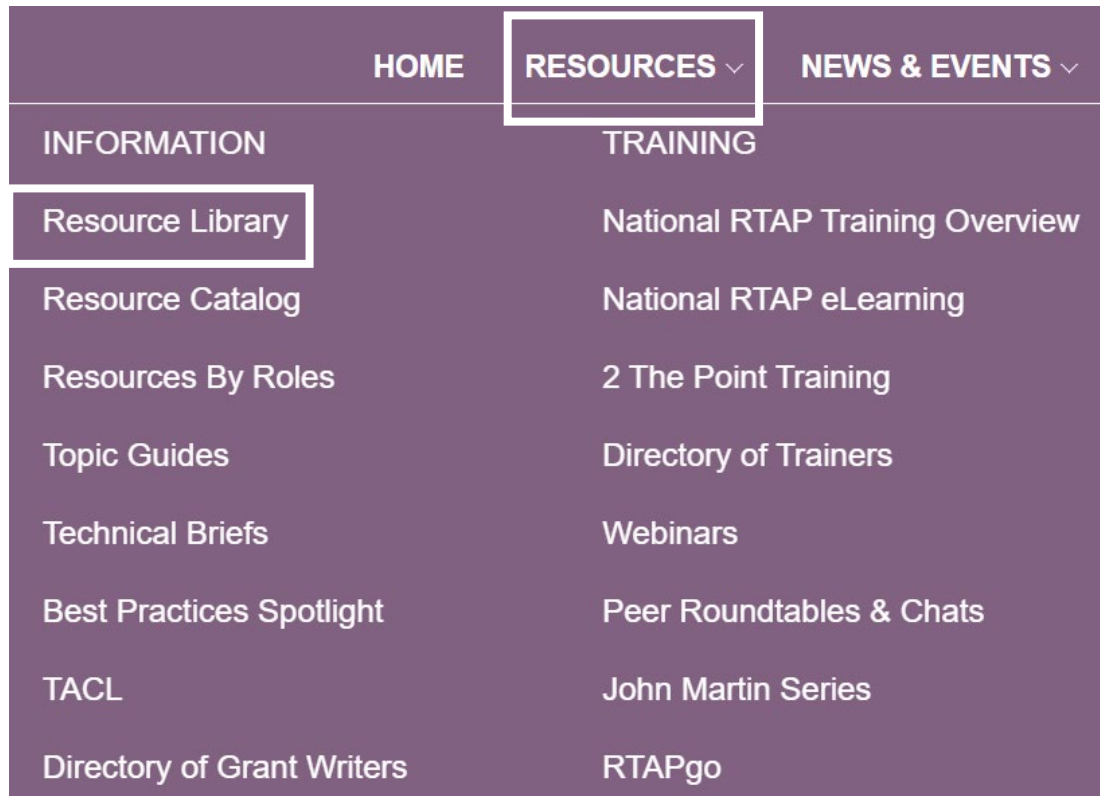 HOME RESOURCES NEWS & EVENTS
INFORMATION
Resource Library
Resource Catalog
Resources By Roles
Topic Guides
Technical Briefs
Best Practices Spotlight
TACL
Directory of Grant Writers
TRAINING
National RTAP Training Overview
National RTAP eLearning
2 The Point Training
Directory of Trainers
Webinars
Peer Roundtables & Chats
John Martin Series
RTAPgo